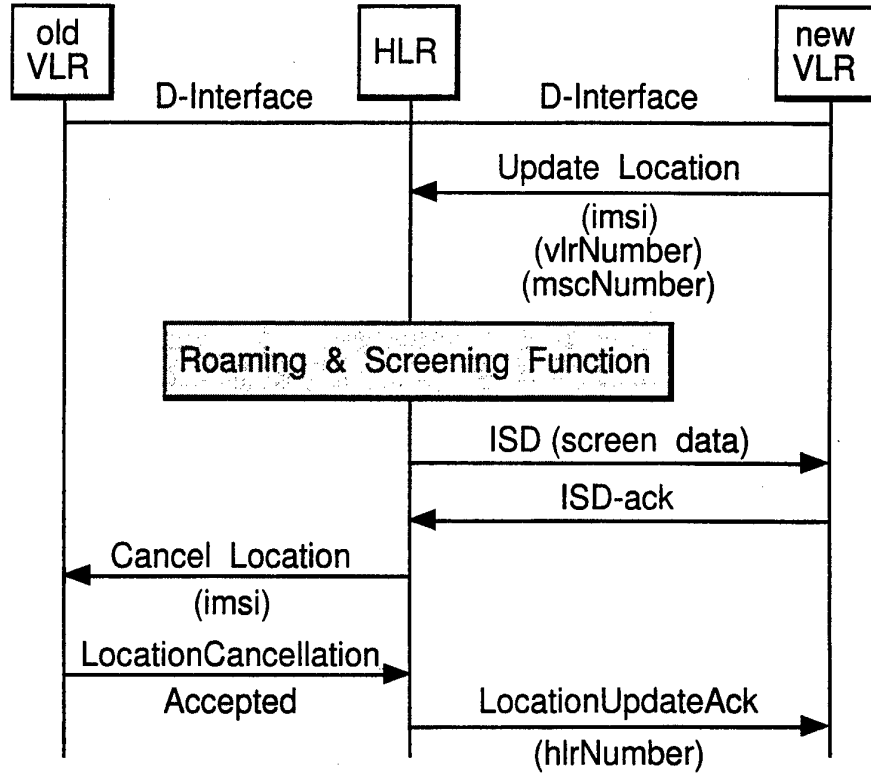 old
VLR
HLR
new
VLR
D-Interface
D-Interface
Update Location
(imsi)
(vlrNumber)
(mscNumber)
Roaming & Screening Function
ISD (screen data)
ISD-ack
Cancel Location
(imsi)
LocationCancellation
Accepted
LocationUpdateAck
(hlrNumber)